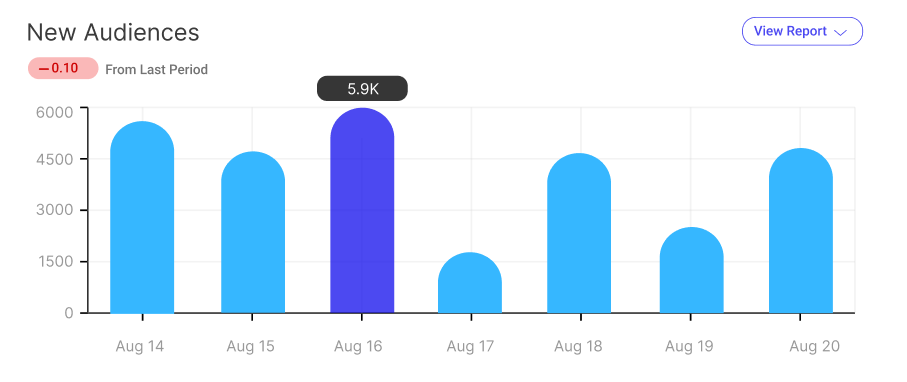 New Audiences
View Report
−0.10 From Last Period
5.9K
6000
4500
3000
1500
0
Aug 14 Aug 15 Aug 16 Aug 17 Aug 18 Aug 19 Aug 20